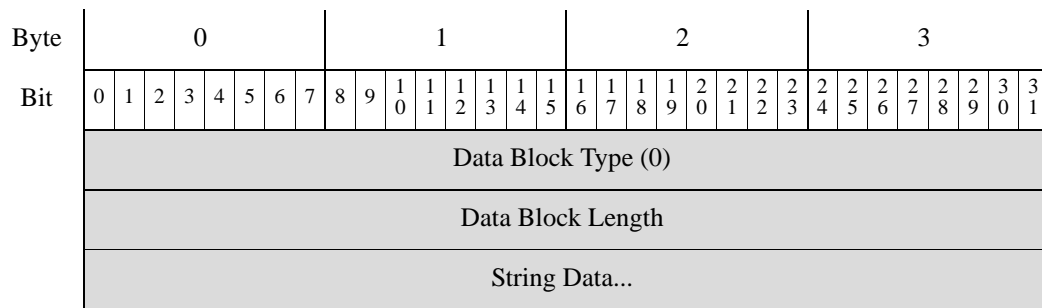 Byte 0 1 2 3
Bit 0 1 2 3 4 5 6 7 8 9 10 11 12 13 14 15 16 17 18 19 20 21 22 23 24 25 26 27 28 29 30 31
Data Block Type (0)
Data Block Length
String Data...